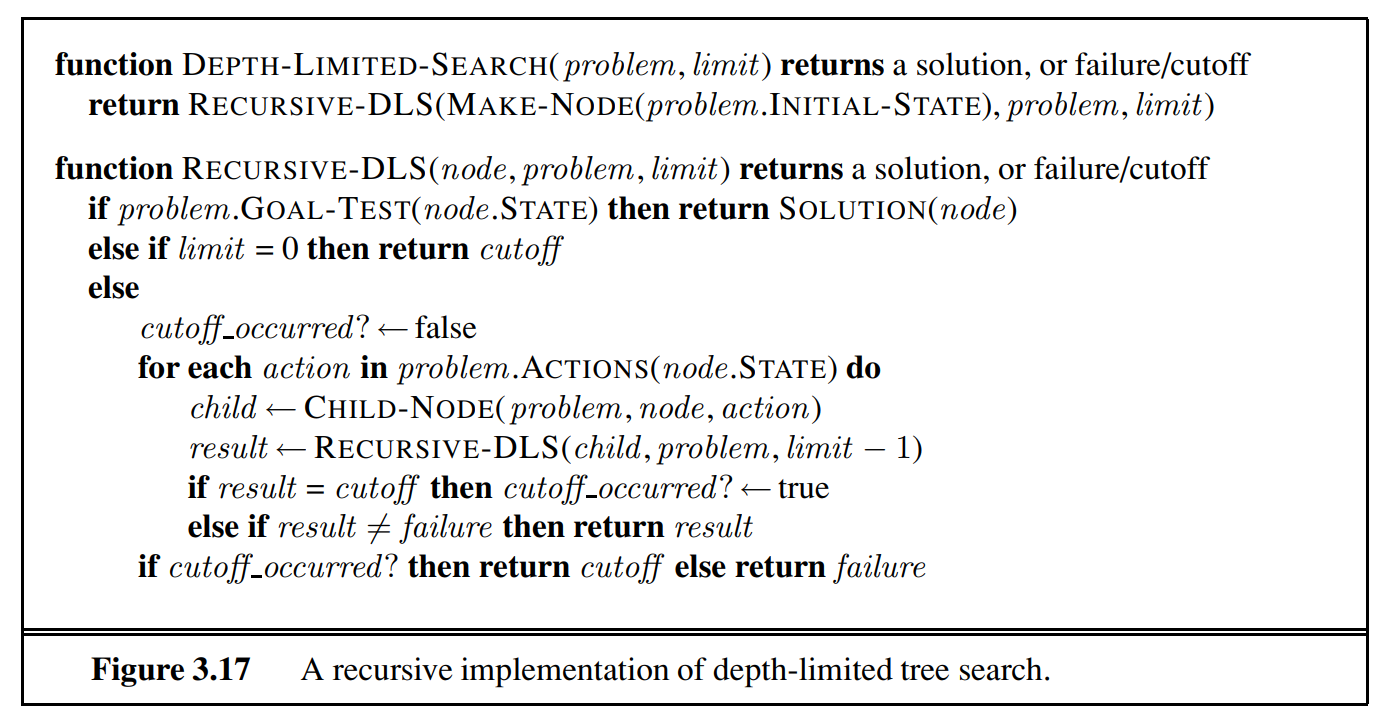 function DEPTH-LIMITED-SEARCH(problem, limit) returns a solution, or failure/cutoff
return RECURSIVE-DLS(MAKE-NODE(problem.INITIAL-STATE), problem, limit)
function RECURSIVE-DLS(node, problem, limit) returns a solution, or failure/cutoff
if problem.GOAL-TEST(node.STATE) then return SOLUTION(node)
else if limit = 0 then return cutoff
else
cutoff_occurred? ← false
for each action in problem.ACTIONS(node.STATE) do
child ← CHILD-NODE(problem, node, action)
result ← RECURSIVE-DLS(child, problem, limit − 1)
if result = cutoff then cutoff_occurred? ← true
else if result ≠ failure then return result
if cutoff_occurred? then return cutoff else return failure
Figure 3.17 A recursive implementation of depth-limited tree search.